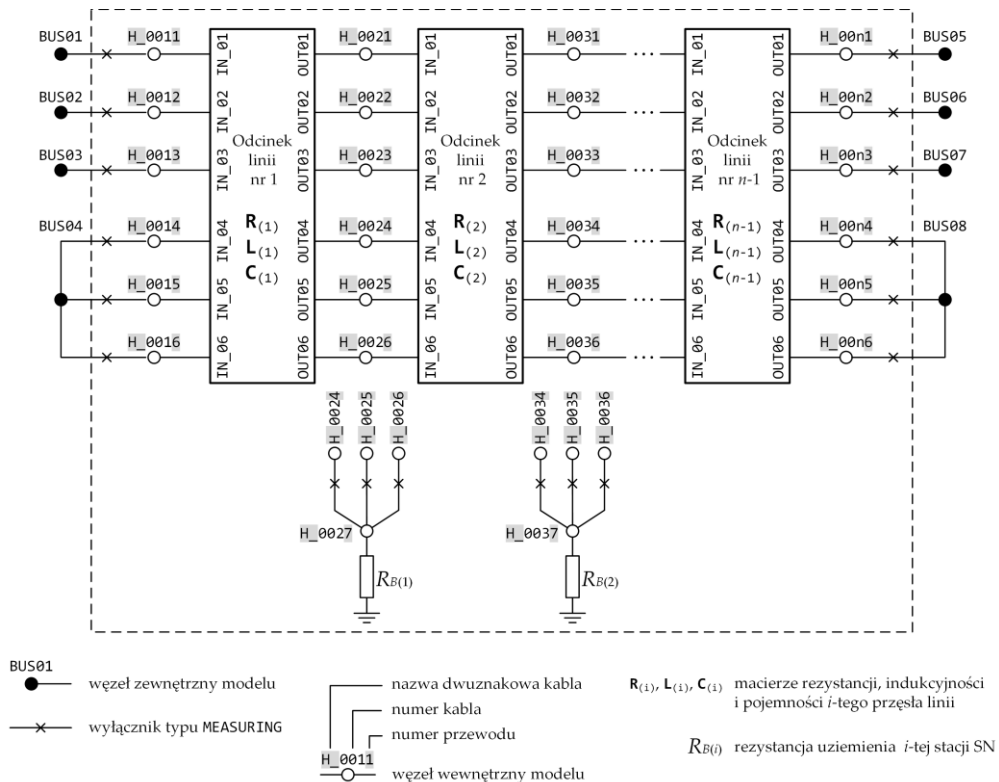 BUS01 H_0011 IN_01 OUT01 H_0021 IN_01 OUT01 H_0031 ... IN_01 OUT01 H_00n1 BUS05
BUS02 H_0012 IN_02 OUT02 H_0022 IN_02 OUT02 H_0032 ... IN_02 OUT02 H_00n2 BUS06
BUS03 H_0013 IN_03 OUT03 H_0023 IN_03 OUT03 H_0033 ... IN_03 OUT03 H_00n3 BUS07
Odcinek
linii
nr 1
Odcinek
linii
nr 2
Odcinek
linii
nr n-1
BUS04 H_0014 IN_04 OUT04 H_0024 IN_04 OUT04 H_0034 ... IN_04 OUT04 H_00n4 BUS08
R(1)
L(1)
C(1)
R(2)
L(2)
C(2)
R(n-1)
L(n-1)
C(n-1)
H_0015 IN_05 OUT05 H_0025 IN_05 OUT05 H_0035 ... IN_05 OUT05 H_00n5
H_0016 IN_06 OUT06 H_0026 IN_06 OUT06 H_0036 ... IN_06 OUT06 H_00n6
H_0024 H_0025 H_0026
H_0034 H_0035 H_0036
H_0027
H_0037
RB(1)
RB(2)
BUS01
węzeł zewnętrzny modelu
wyłącznik typu MEASURING
nazwa dwuznakowa kabla
numer kabla
numer przewodu
H_0011
węzeł wewnętrzny modelu
R(i), L(i), C(i) macierze rezystancji, indukcyjności
i pojemności i-tego przęsła linii
RB(i) rezystancja uziemienia i-tej stacji SN